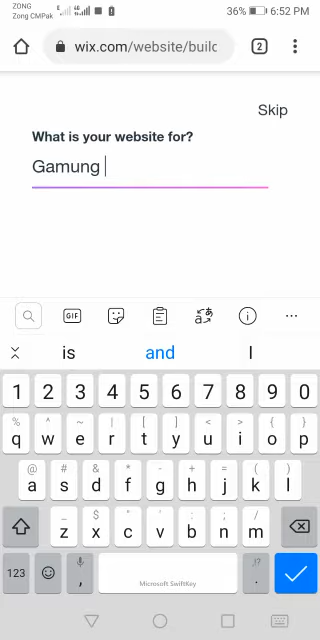 ZONG
Zong CMPak
36% 6:52 PM
wix.com/website/builc
2
Skip
What is your website for?
Gamung
GIF
is and I
1 2 3 4 5 6 7 8 9 0
% ^ ~ | [ ] < > { }
q w e r t y u i o p
@ # & * - + = ( )
a s d f g h j k l
_ $ " ' : ; /
z x c v b n m
123 , Microsoft SwiftKey ,!? .